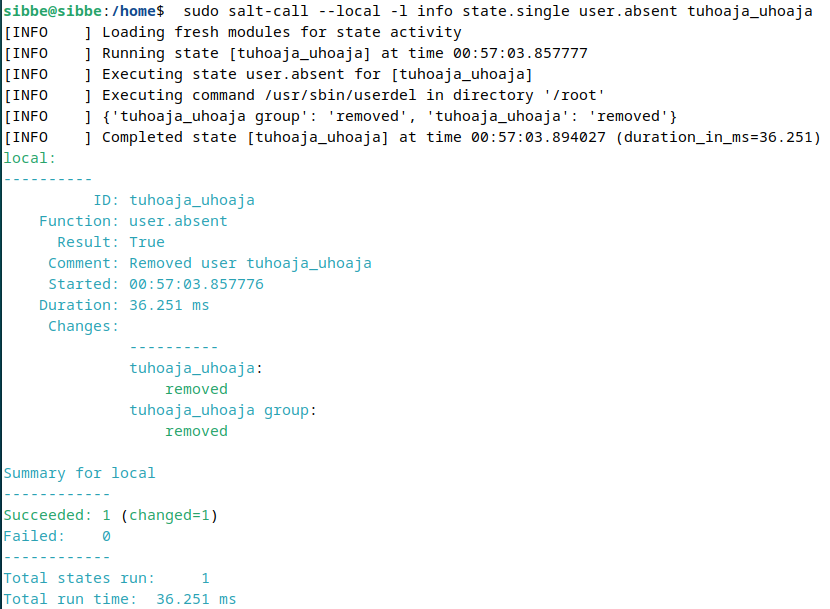 sibbe@sibbe:/home$  sudo salt-call --local -l info state.single user.absent tuhoaja_uhoaja
[INFO    ] Loading fresh modules for state activity
[INFO    ] Running state [tuhoaja_uhoaja] at time 00:57:03.857777
[INFO    ] Executing state user.absent for [tuhoaja_uhoaja]
[INFO    ] Executing command /usr/sbin/userdel in directory '/root'
[INFO    ] {'tuhoaja_uhoaja group': 'removed', 'tuhoaja_uhoaja': 'removed'}
[INFO    ] Completed state [tuhoaja_uhoaja] at time 00:57:03.894027 (duration_in_ms=36.251)
local:
----------
          ID: tuhoaja_uhoaja
    Function: user.absent
      Result: True
     Comment: Removed user tuhoaja_uhoaja
     Started: 00:57:03.857776
    Duration: 36.251 ms
     Changes:
              ----------
              tuhoaja_uhoaja:
                  removed
              tuhoaja_uhoaja group:
                  removed

Summary for local
------------
Succeeded: 1 (changed=1)
Failed:    0
------------
Total states run:     1
Total run time:  36.251 ms